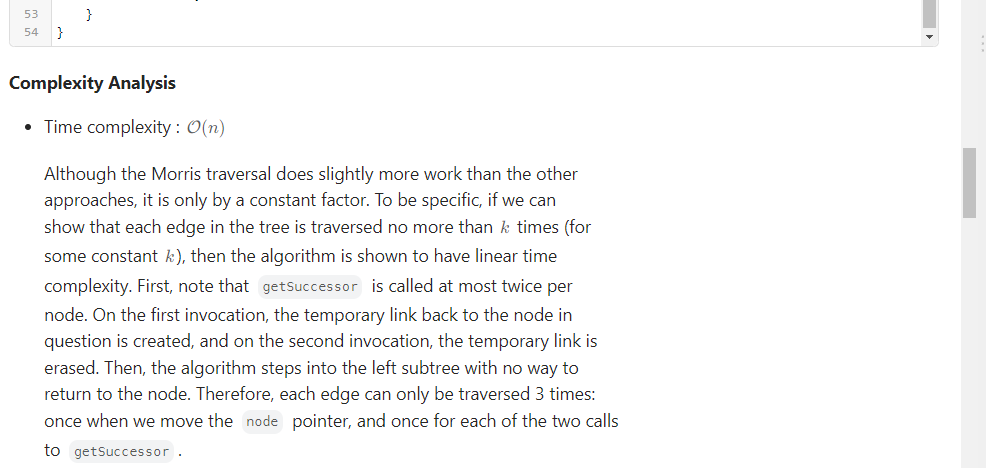 53 }
54 }
Complexity Analysis
• Time complexity : O(n)
Although the Morris traversal does slightly more work than the other
approaches, it is only by a constant factor. To be specific, if we can
show that each edge in the tree is traversed no more than k times (for
some constant k), then the algorithm is shown to have linear time
complexity. First, note that getSuccessor is called at most twice per
node. On the first invocation, the temporary link back to the node in
question is created, and on the second invocation, the temporary link is
erased. Then, the algorithm steps into the left subtree with no way to
return to the node. Therefore, each edge can only be traversed 3 times:
once when we move the node pointer, and once for each of the two calls
to getSuccessor .